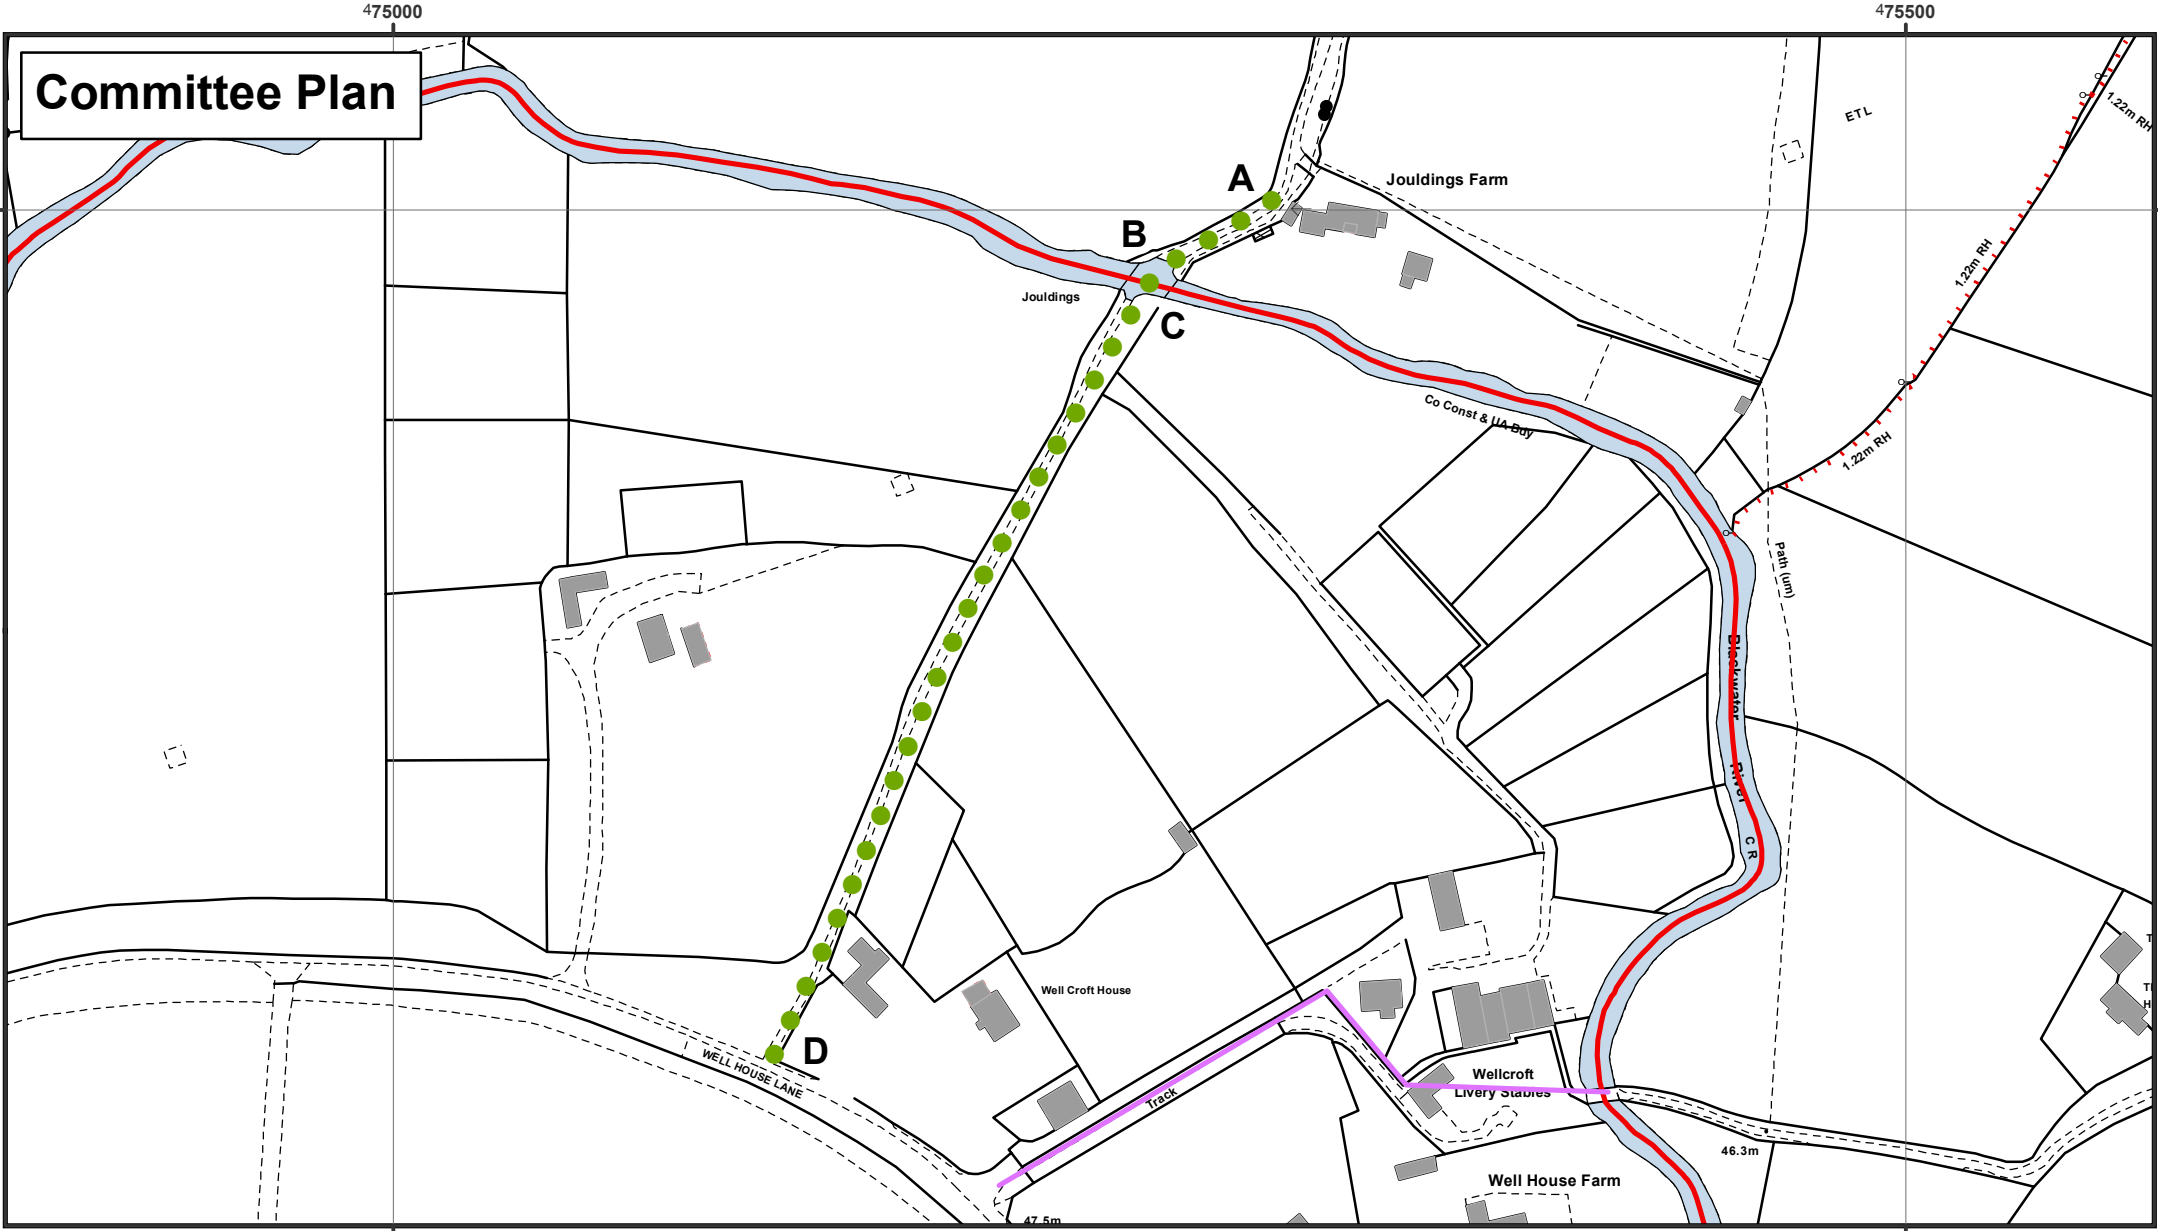 475000
475500
Committee Plan
1.22m RH
ETL
A
Jouldings Farm
B
1.22m RH
Jouldings
C
Co Const & UA Bdy
1.22m RH
Path (um)
Blackwater
River
C R
Well Croft House
D
WELL HOUSE LANE
Track
Wellcroft
Livery Stables
46.3m
Well House Farm
47.5m